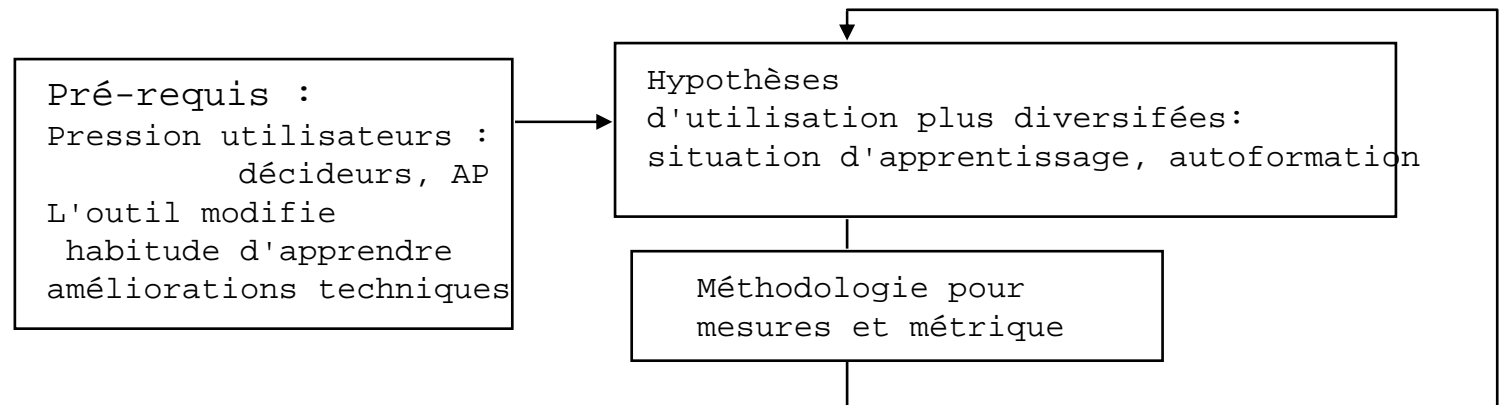 Pré-requis :
Pression utilisateurs :
décideurs, AP
L'outil modifie
habitude d'apprendre
améliorations techniques
Hypothèses
d'utilisation plus diversifées:
situation d'apprentissage, autoformation
Méthodologie pour
mesures et métrique